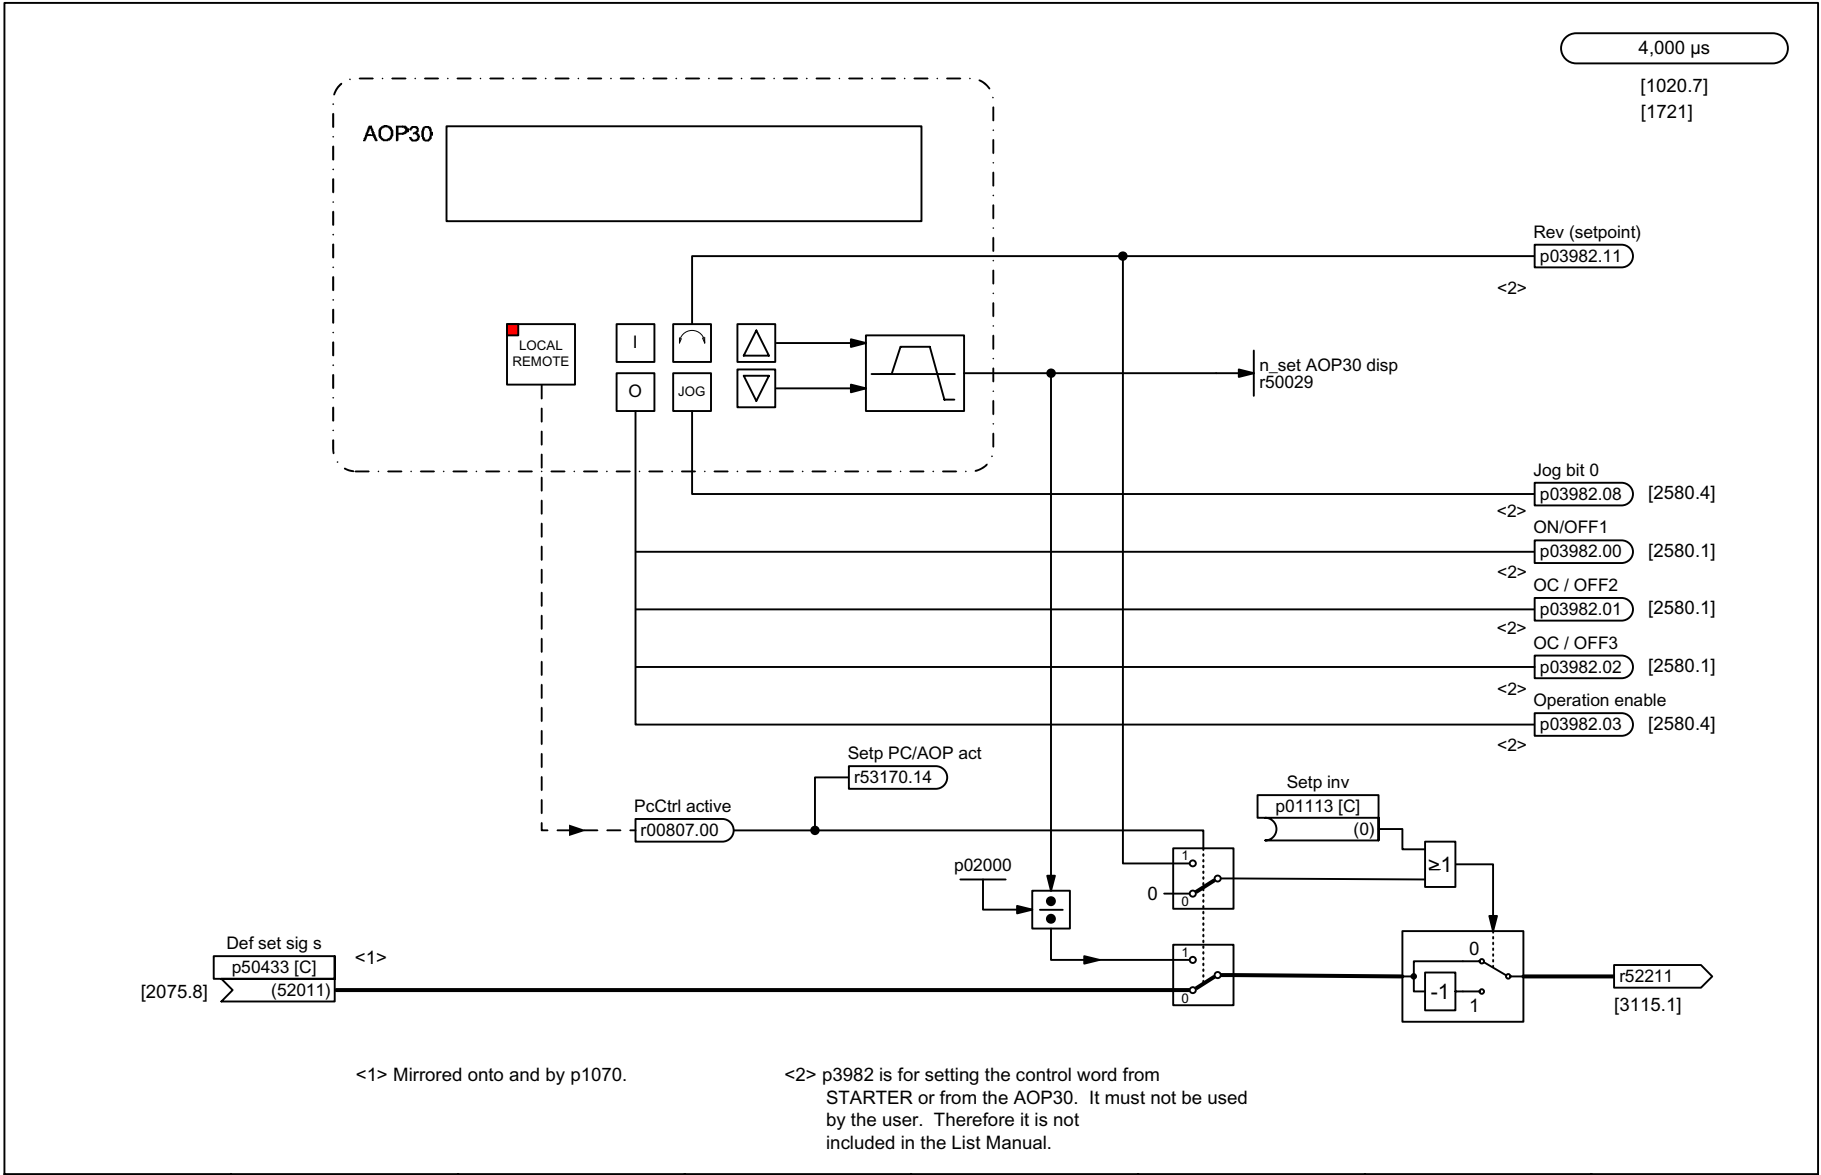 4,000 µs
[1020.7]
[1721]
AOP30
Rev (setpoint)
p03982.11
<2>
LOCAL
REMOTE
I
O
JOG
n_set AOP30 disp
r50029
Jog bit 0
p03982.08 [2580.4]
<2>
ON/OFF1
p03982.00 [2580.1]
<2>
OC / OFF2
p03982.01 [2580.1]
<2>
OC / OFF3
p03982.02 [2580.1]
<2>
Operation enable
p03982.03 [2580.4]
<2>
Setp PC/AOP act
r53170.14
PcCtrl active
r00807.00
Setp inv
p01113 [C]
(0)
p02000
1
0
0
≥1
Def set sig s
p50433 [C]
<1>
[2075.8] (52011)
1
0
0
-1
1
r52211
[3115.1]
<1> Mirrored onto and by p1070.
<2> p3982 is for setting the control word from
STARTER or from the AOP30. It must not be used
by the user. Therefore it is not
included in the List Manual.